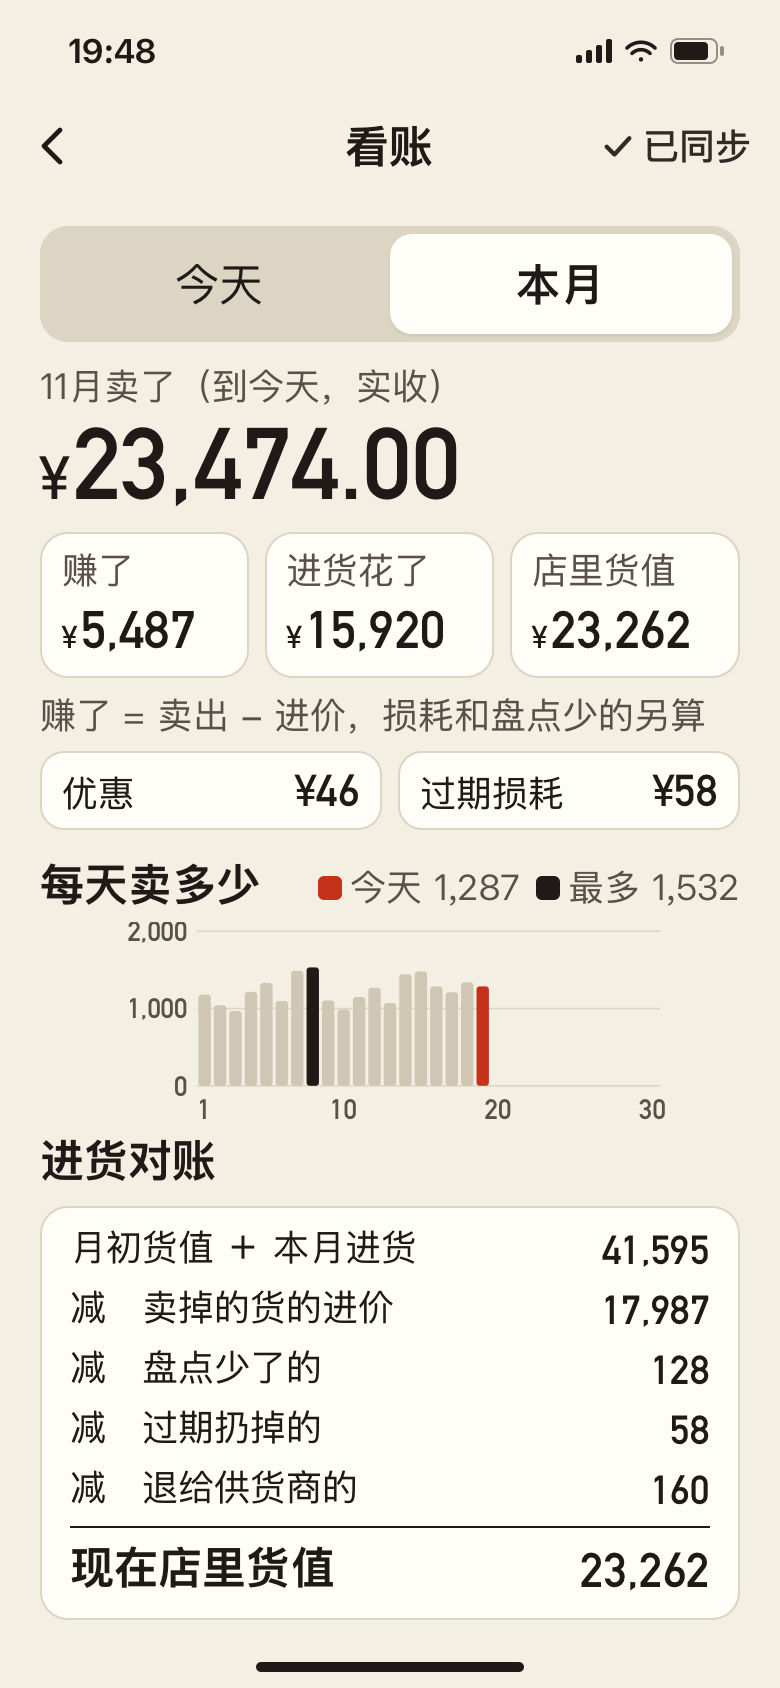 19:48
看账
已同步
今天
本月
11月卖了（到今天，实收）
¥23,474.00
赚了
进货花了
店里货值
¥5,487
¥15,920
¥23,262
赚了 = 卖出 − 进价，损耗和盘点少的另算
优惠 ¥46
过期损耗 ¥58
每天卖多少
今天 1,287
最多 1,532
2,000
1,000
0
1 10 20 30
进货对账
月初货值 + 本月进货 41,595
减 卖掉的货的进价 17,987
减 盘点少了的 128
减 过期扔掉的 58
减 退给供货商的 160
现在店里货值 23,262